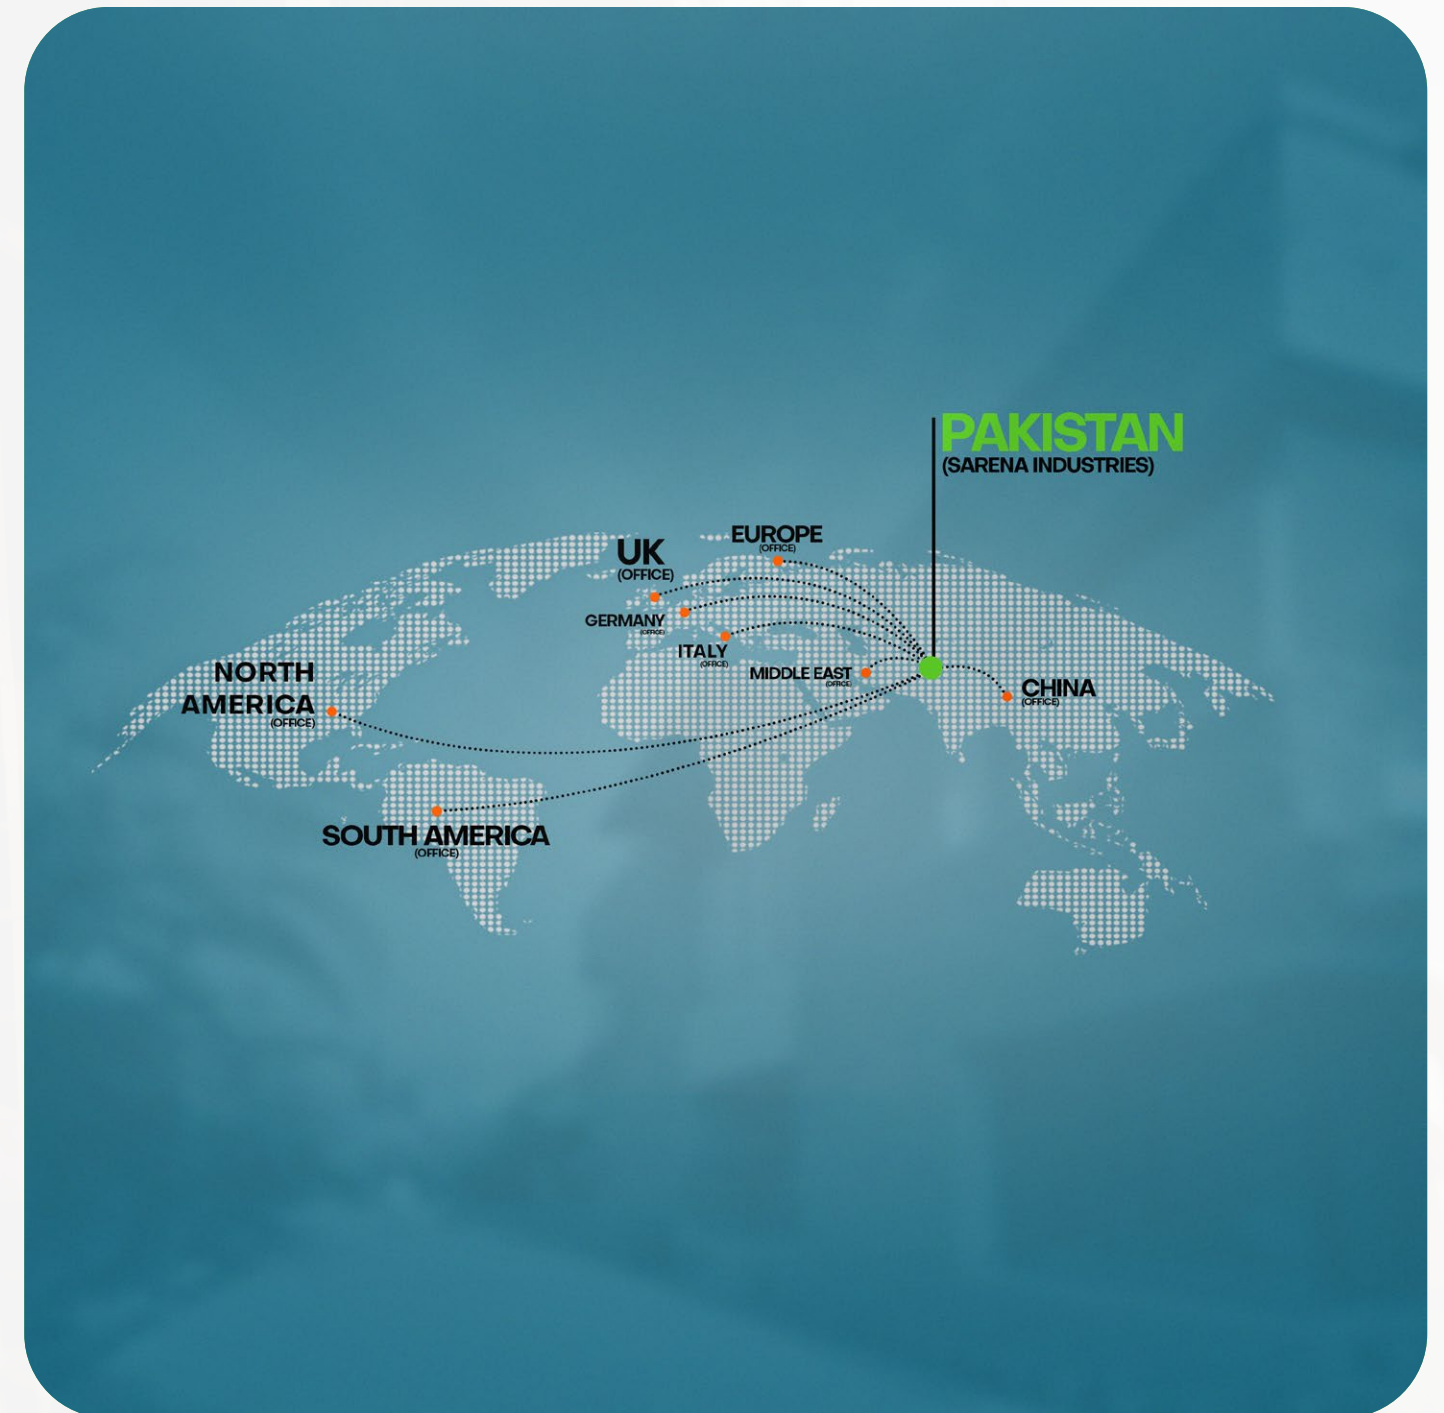 PAKISTAN
(SARENA INDUSTRIES)
EUROPE
(OFFICE)
UK
(OFFICE)
GERMANY
(OFFICE)
ITALY
(OFFICE)
MIDDLE EAST
(OFFICE)
CHINA
(OFFICE)
NORTH
AMERICA
(OFFICE)
SOUTH AMERICA
(OFFICE)